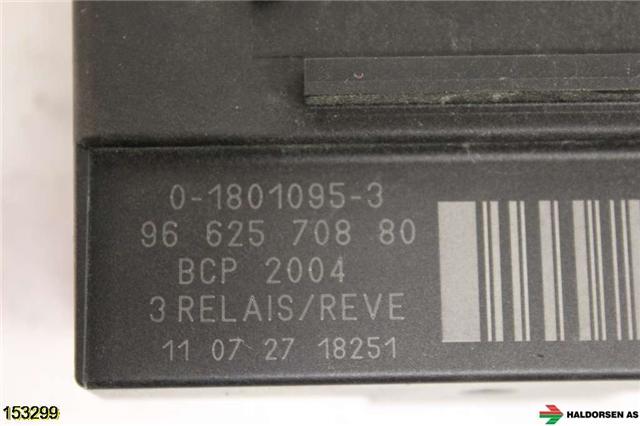 0-1801095-3
96 625 708 80
BCP 2004
3 RELAIS/REVE
11 07 27 18251
153299
HALDORSEN AS